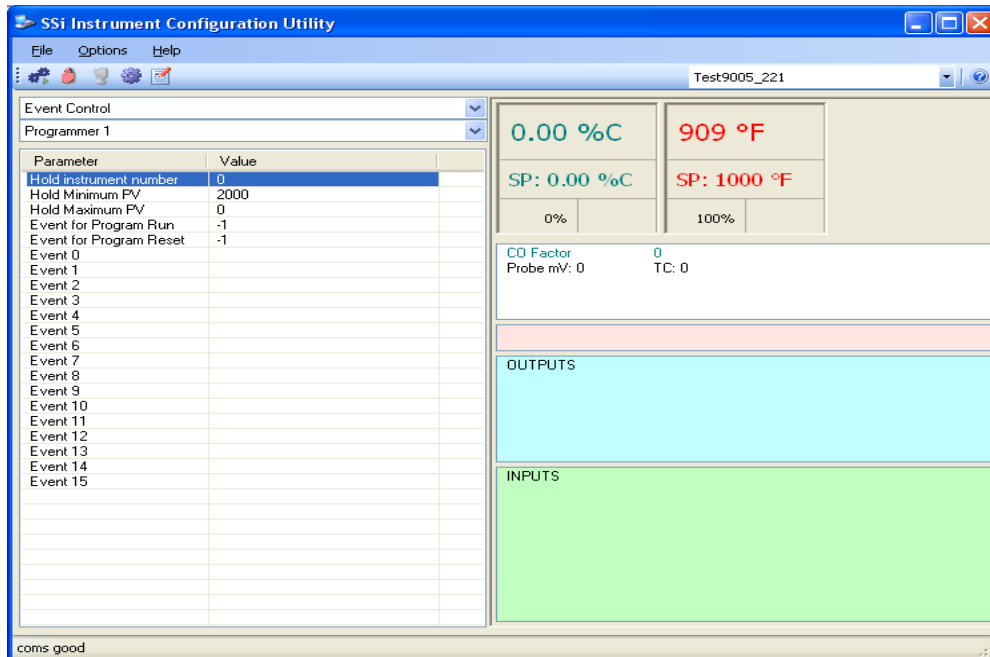 SSi Instrument Configuration Utility
File Options Help
Test9005_221
Event Control
Programmer 1
Parameter Value
Hold instrument number 0
Hold Minimum PV 2000
Hold Maximum PV 0
Event for Program Run -1
Event for Program Reset -1
Event 0
Event 1
Event 2
Event 3
Event 4
Event 5
Event 6
Event 7
Event 8
Event 9
Event 10
Event 11
Event 12
Event 13
Event 14
Event 15
0.00 %C 909 °F
SP: 0.00 %C SP: 1000 °F
0% 100%
CO Factor 0
Probe mV: 0 TC: 0
OUTPUTS
INPUTS
coms good